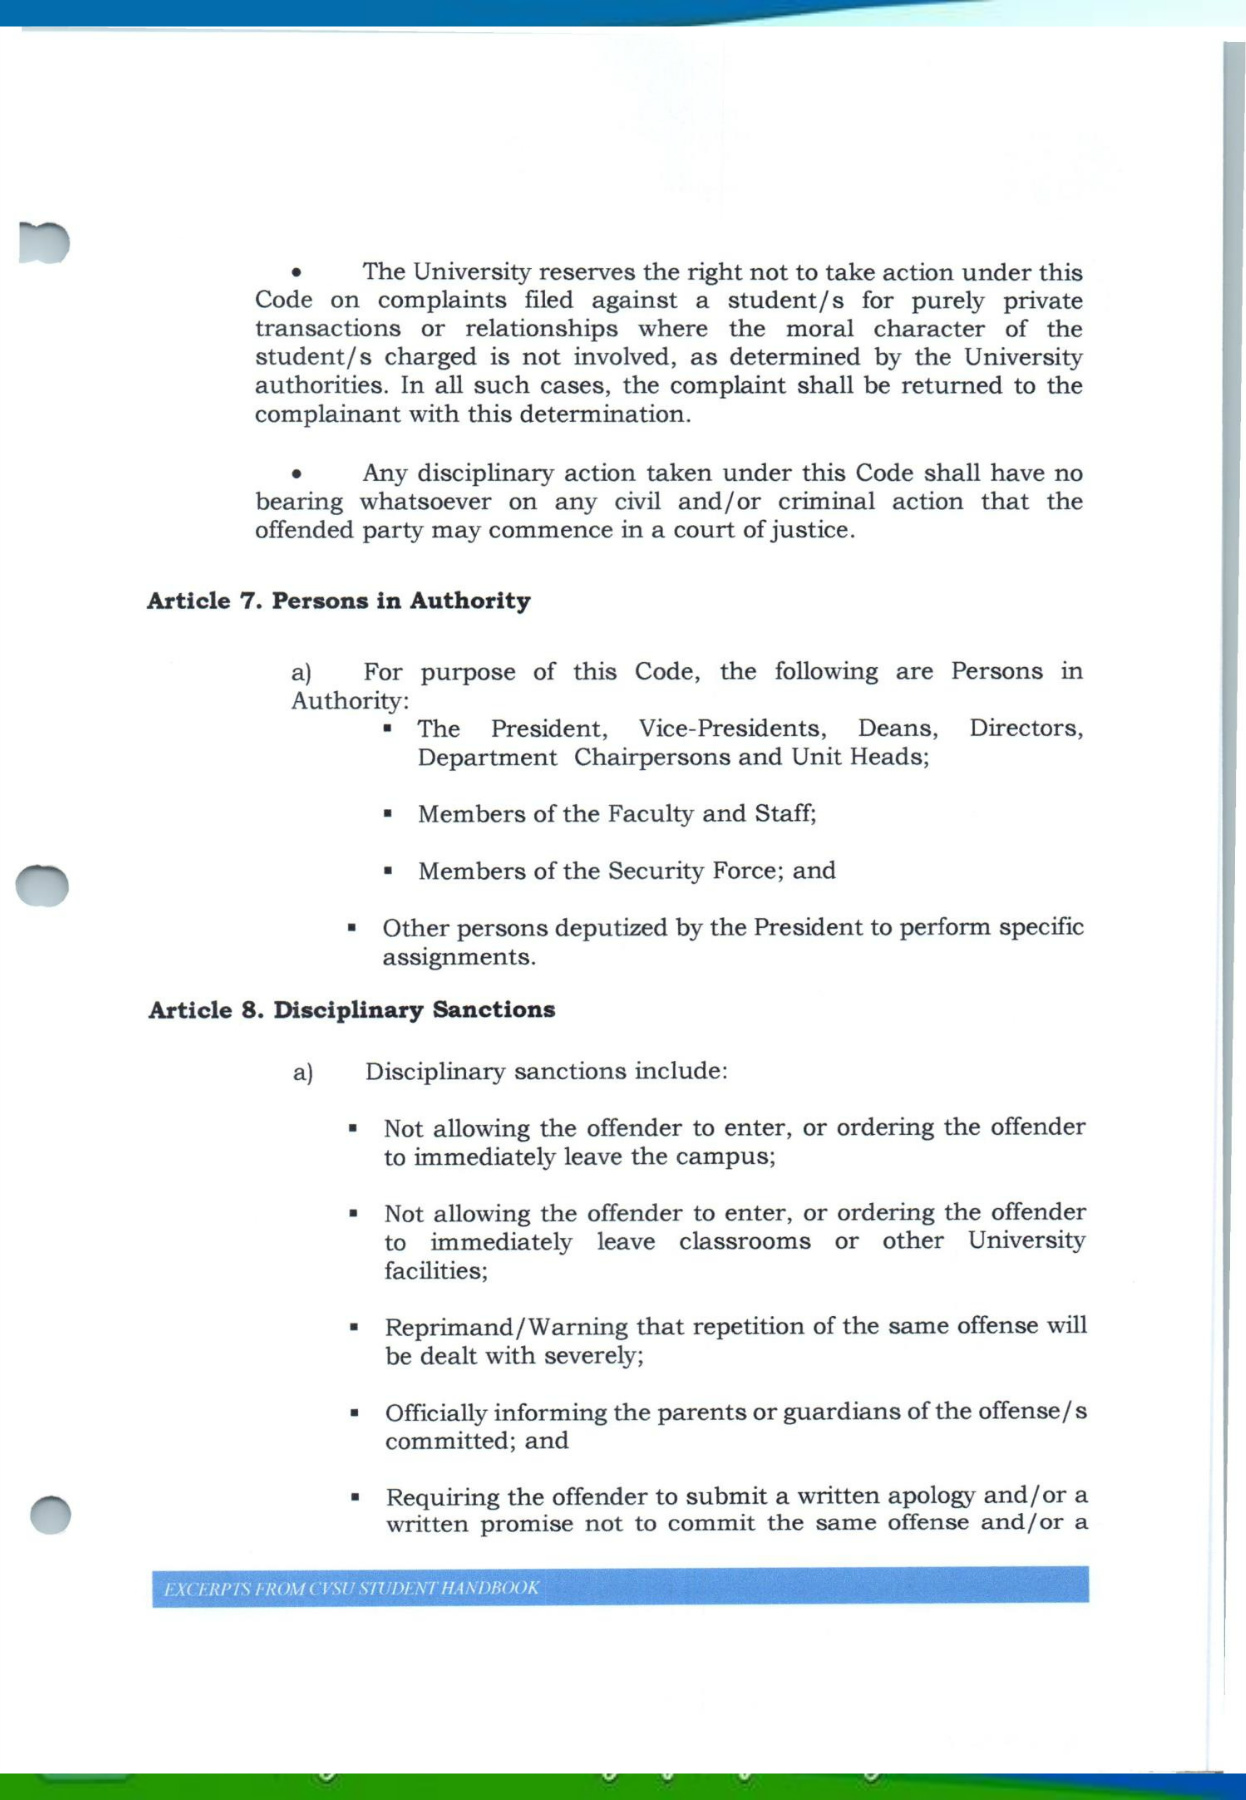 • The University reserves the right not to take action under this
Code on complaints filed against a student/s for purely private
transactions or relationships where the moral character of the
student/s charged is not involved, as determined by the University
authorities. In all such cases, the complaint shall be returned to the
complainant with this determination.
• Any disciplinary action taken under this Code shall have no
bearing whatsoever on any civil and/or criminal action that the
offended party may commence in a court of justice.
Article 7. Persons in Authority
a) For purpose of this Code, the following are Persons in
Authority:
▪ The President, Vice-Presidents, Deans, Directors,
Department Chairpersons and Unit Heads;
▪ Members of the Faculty and Staff;
▪ Members of the Security Force; and
▪ Other persons deputized by the President to perform specific
assignments.
Article 8. Disciplinary Sanctions
a) Disciplinary sanctions include:
▪ Not allowing the offender to enter, or ordering the offender
to immediately leave the campus;
▪ Not allowing the offender to enter, or ordering the offender
to immediately leave classrooms or other University
facilities;
▪ Reprimand/Warning that repetition of the same offense will
be dealt with severely;
▪ Officially informing the parents or guardians of the offense/s
committed; and
▪ Requiring the offender to submit a written apology and/or a
written promise not to commit the same offense and/or a
EXCERPTS FROM CVSU STUDENT HANDBOOK